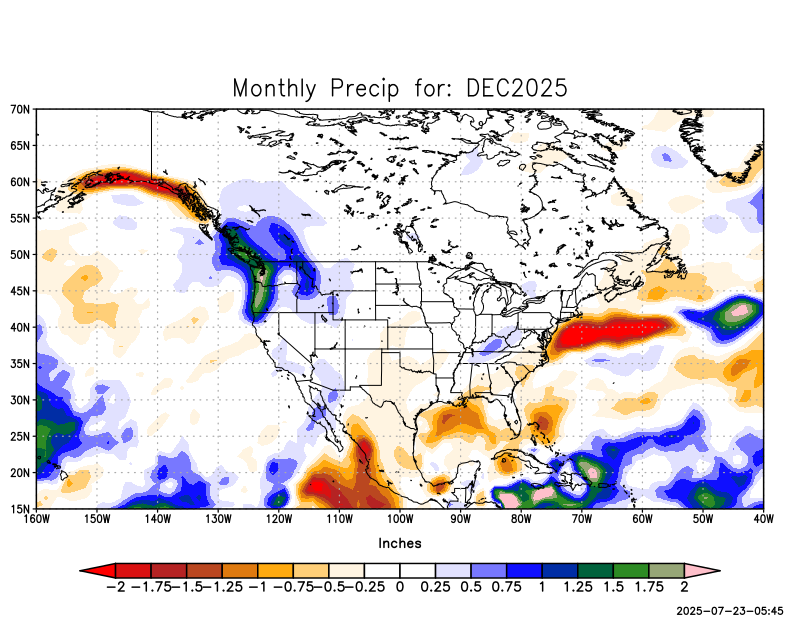 Monthly Precip for: DEC2025
70N
65N
60N
55N
50N
45N
40N
35N
30N
25N
20N
15N
160W 150W 140W 130W 120W 110W 100W 90W 80W 70W 60W 50W 40W
Inches
-2 -1.75 -1.5 -1.25 -1 -0.75 -0.5 -0.25 0 0.25 0.5 0.75 1 1.25 1.5 1.75 2
2025-07-23-05:45